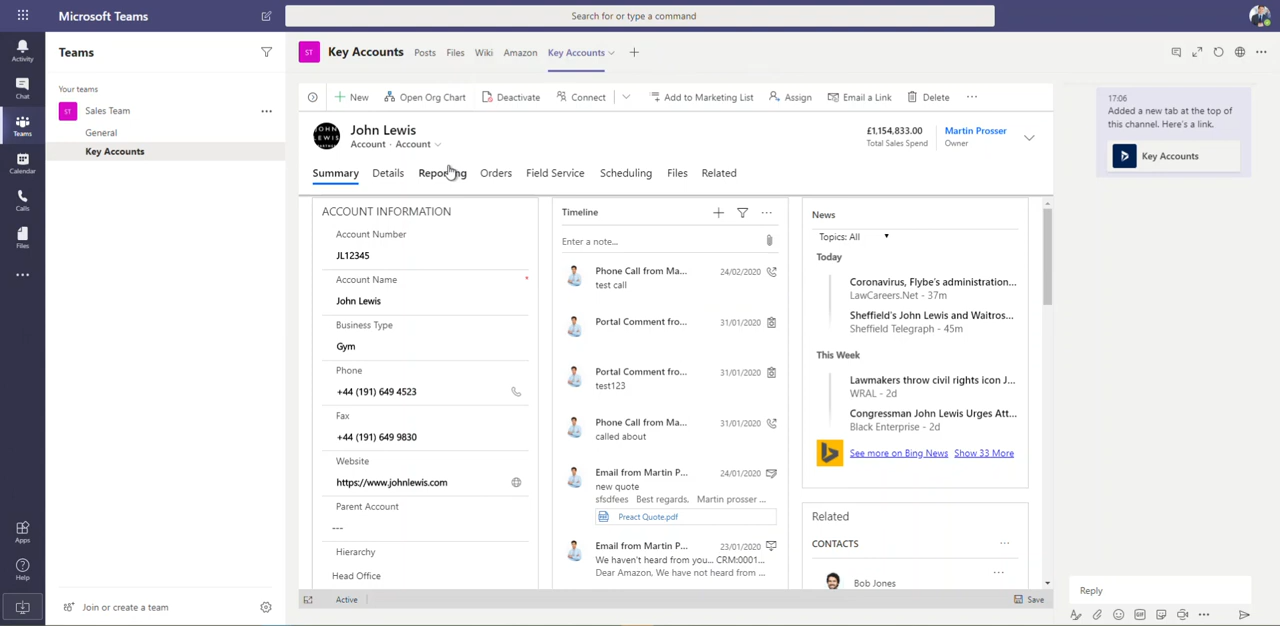 Microsoft Teams
Search for or type a command
Activity
Chat
Teams
Calendar
Calls
Files
Apps
Help
Teams
Your teams
ST
Sales Team
General
Key Accounts
Join or create a team
ST
Key Accounts
Posts
Files
Wiki
Amazon
Key Accounts
New
Open Org Chart
Deactivate
Connect
Add to Marketing List
Assign
Email a Link
Delete
John Lewis
Account · Account
£1,154,833.00
Total Sales Spend
Martin Prosser
Owner
Summary
Details
Reporting
Orders
Field Service
Scheduling
Files
Related
ACCOUNT INFORMATION
Account Number
JL12345
Account Name
*
John Lewis
Business Type
Gym
Phone
+44 (191) 649 4523
Fax
+44 (191) 649 9830
Website
https://www.johnlewis.com
Parent Account
---
Hierarchy
Head Office
Timeline
Enter a note...
Phone Call from Ma...
24/02/2020
test call
Portal Comment fro...
31/01/2020
Portal Comment fro...
31/01/2020
test123
Phone Call from Ma...
31/01/2020
called about
Email from Martin P...
24/01/2020
new quote
sfsdfees Best regards, Martin prosser ...
Preact Quote.pdf
Email from Martin P...
23/01/2020
We haven't heard from you... CRM:0001...
Dear Amazon, We have not heard from ...
News
Topics: All
Today
Coronavirus, Flybe's administration...
LawCareers.Net - 37m
Sheffield's John Lewis and Waitros...
Sheffield Telegraph - 45m
This Week
Lawmakers throw civil rights icon J...
WRAL - 2d
Congressman John Lewis Urges Att...
Black Enterprise - 2d
See more on Bing News
Show 33 More
Related
CONTACTS
Bob Jones
Active
Save
17:06
Added a new tab at the top of
this channel. Here's a link.
Key Accounts
Reply